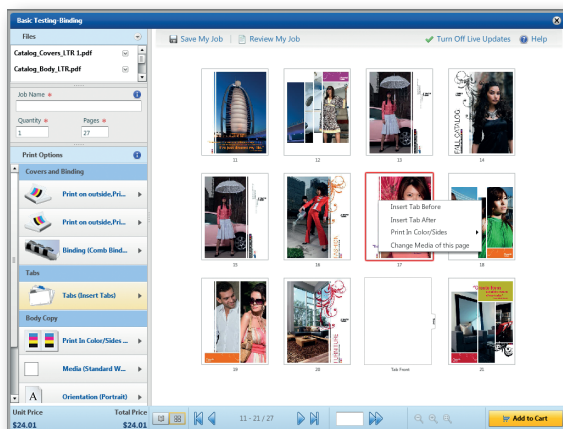 Basic Testing-Binding
Files
Catalog_Covers_LTR 1.pdf
Catalog_Body_LTR.pdf
Job Name *
Quantity * Pages *
1 27
Print Options
Covers and Binding
Print on outside,Pri...
Print on outside,Pri...
Binding (Comb Bind...
Tabs
Tabs (Insert Tabs)
Body Copy
Print In Color/Sides ...
Media (Standard W...
A Orientation (Portrait)
Unit Price Total Price
$24.01 $24.01
Save My Job Review My Job Turn Off Live Updates Help
11 12 13 14
FALL CATALOG
Insert Tab Before
Insert Tab After
Print In Color/Sides
Change Media of this page
15 16 17 18
19 20 Tab Front 21
11 - 21 / 27
Add to Cart